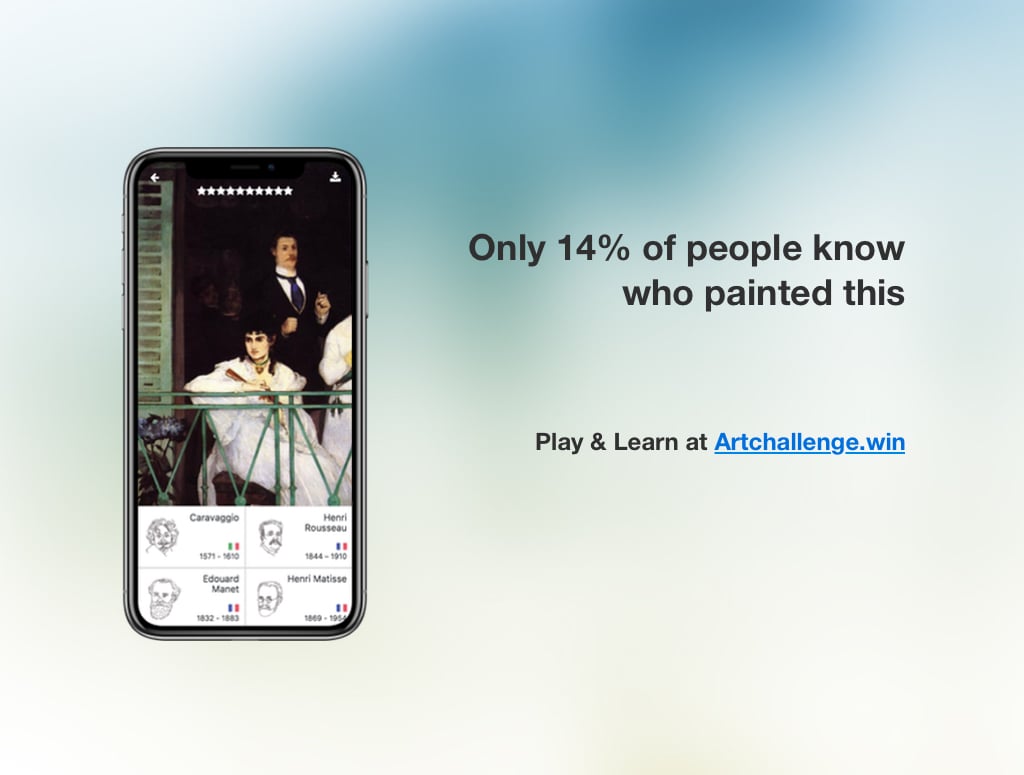 Only 14% of people know
who painted this
Play & Learn at Artchallenge.win
Caravaggio
1571 - 1610
Henri
Rousseau
1844 – 1910
Edouard
Manet
1832 - 1883
Henri Matisse
1869 - 1954